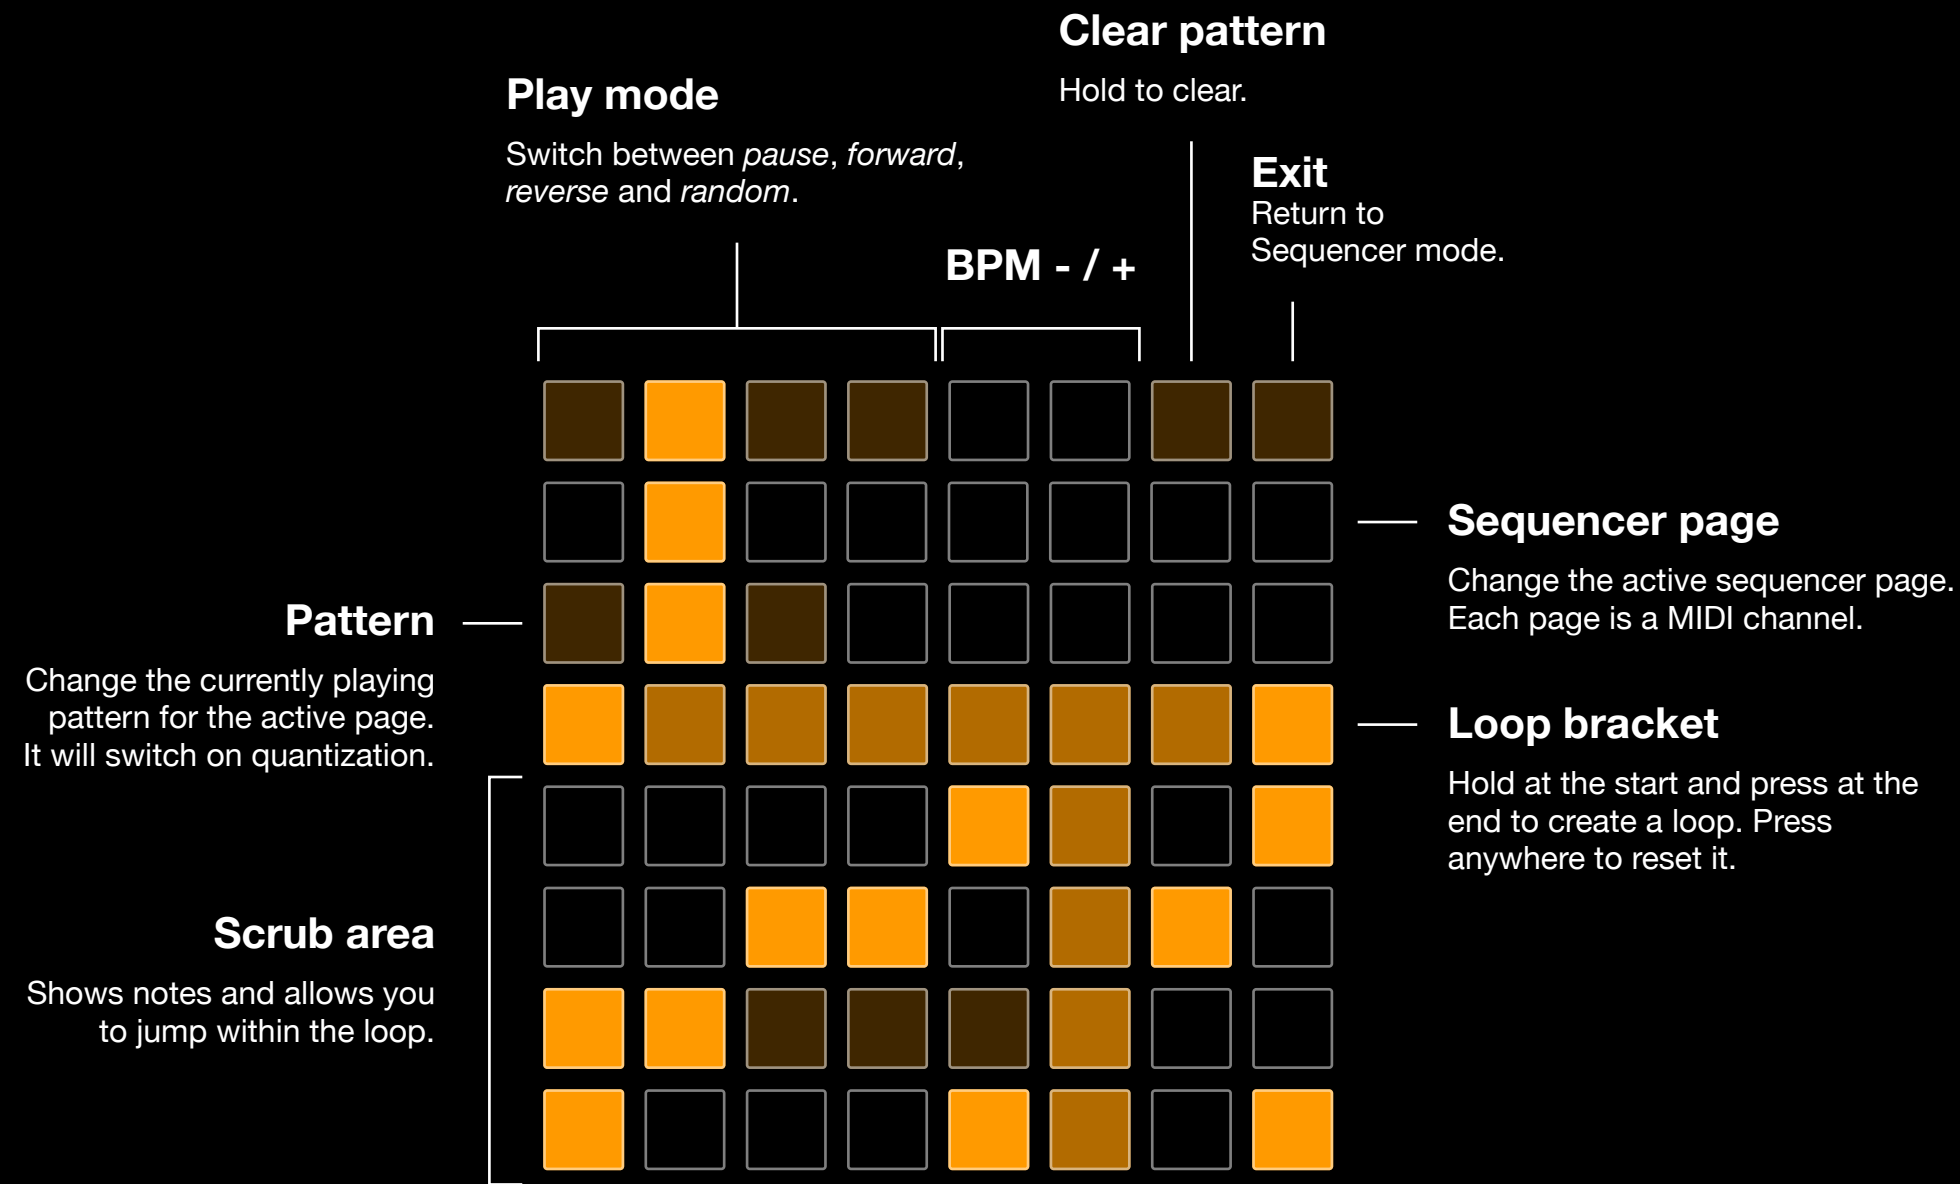 Clear pattern
Hold to clear.
Play mode
Switch between pause, forward,
reverse and random.
Exit
Return to
Sequencer mode.
BPM - / +
Sequencer page
Change the active sequencer page.
Each page is a MIDI channel.
Pattern
Change the currently playing
pattern for the active page.
It will switch on quantization.
Loop bracket
Hold at the start and press at the
end to create a loop. Press
anywhere to reset it.
Scrub area
Shows notes and allows you
to jump within the loop.